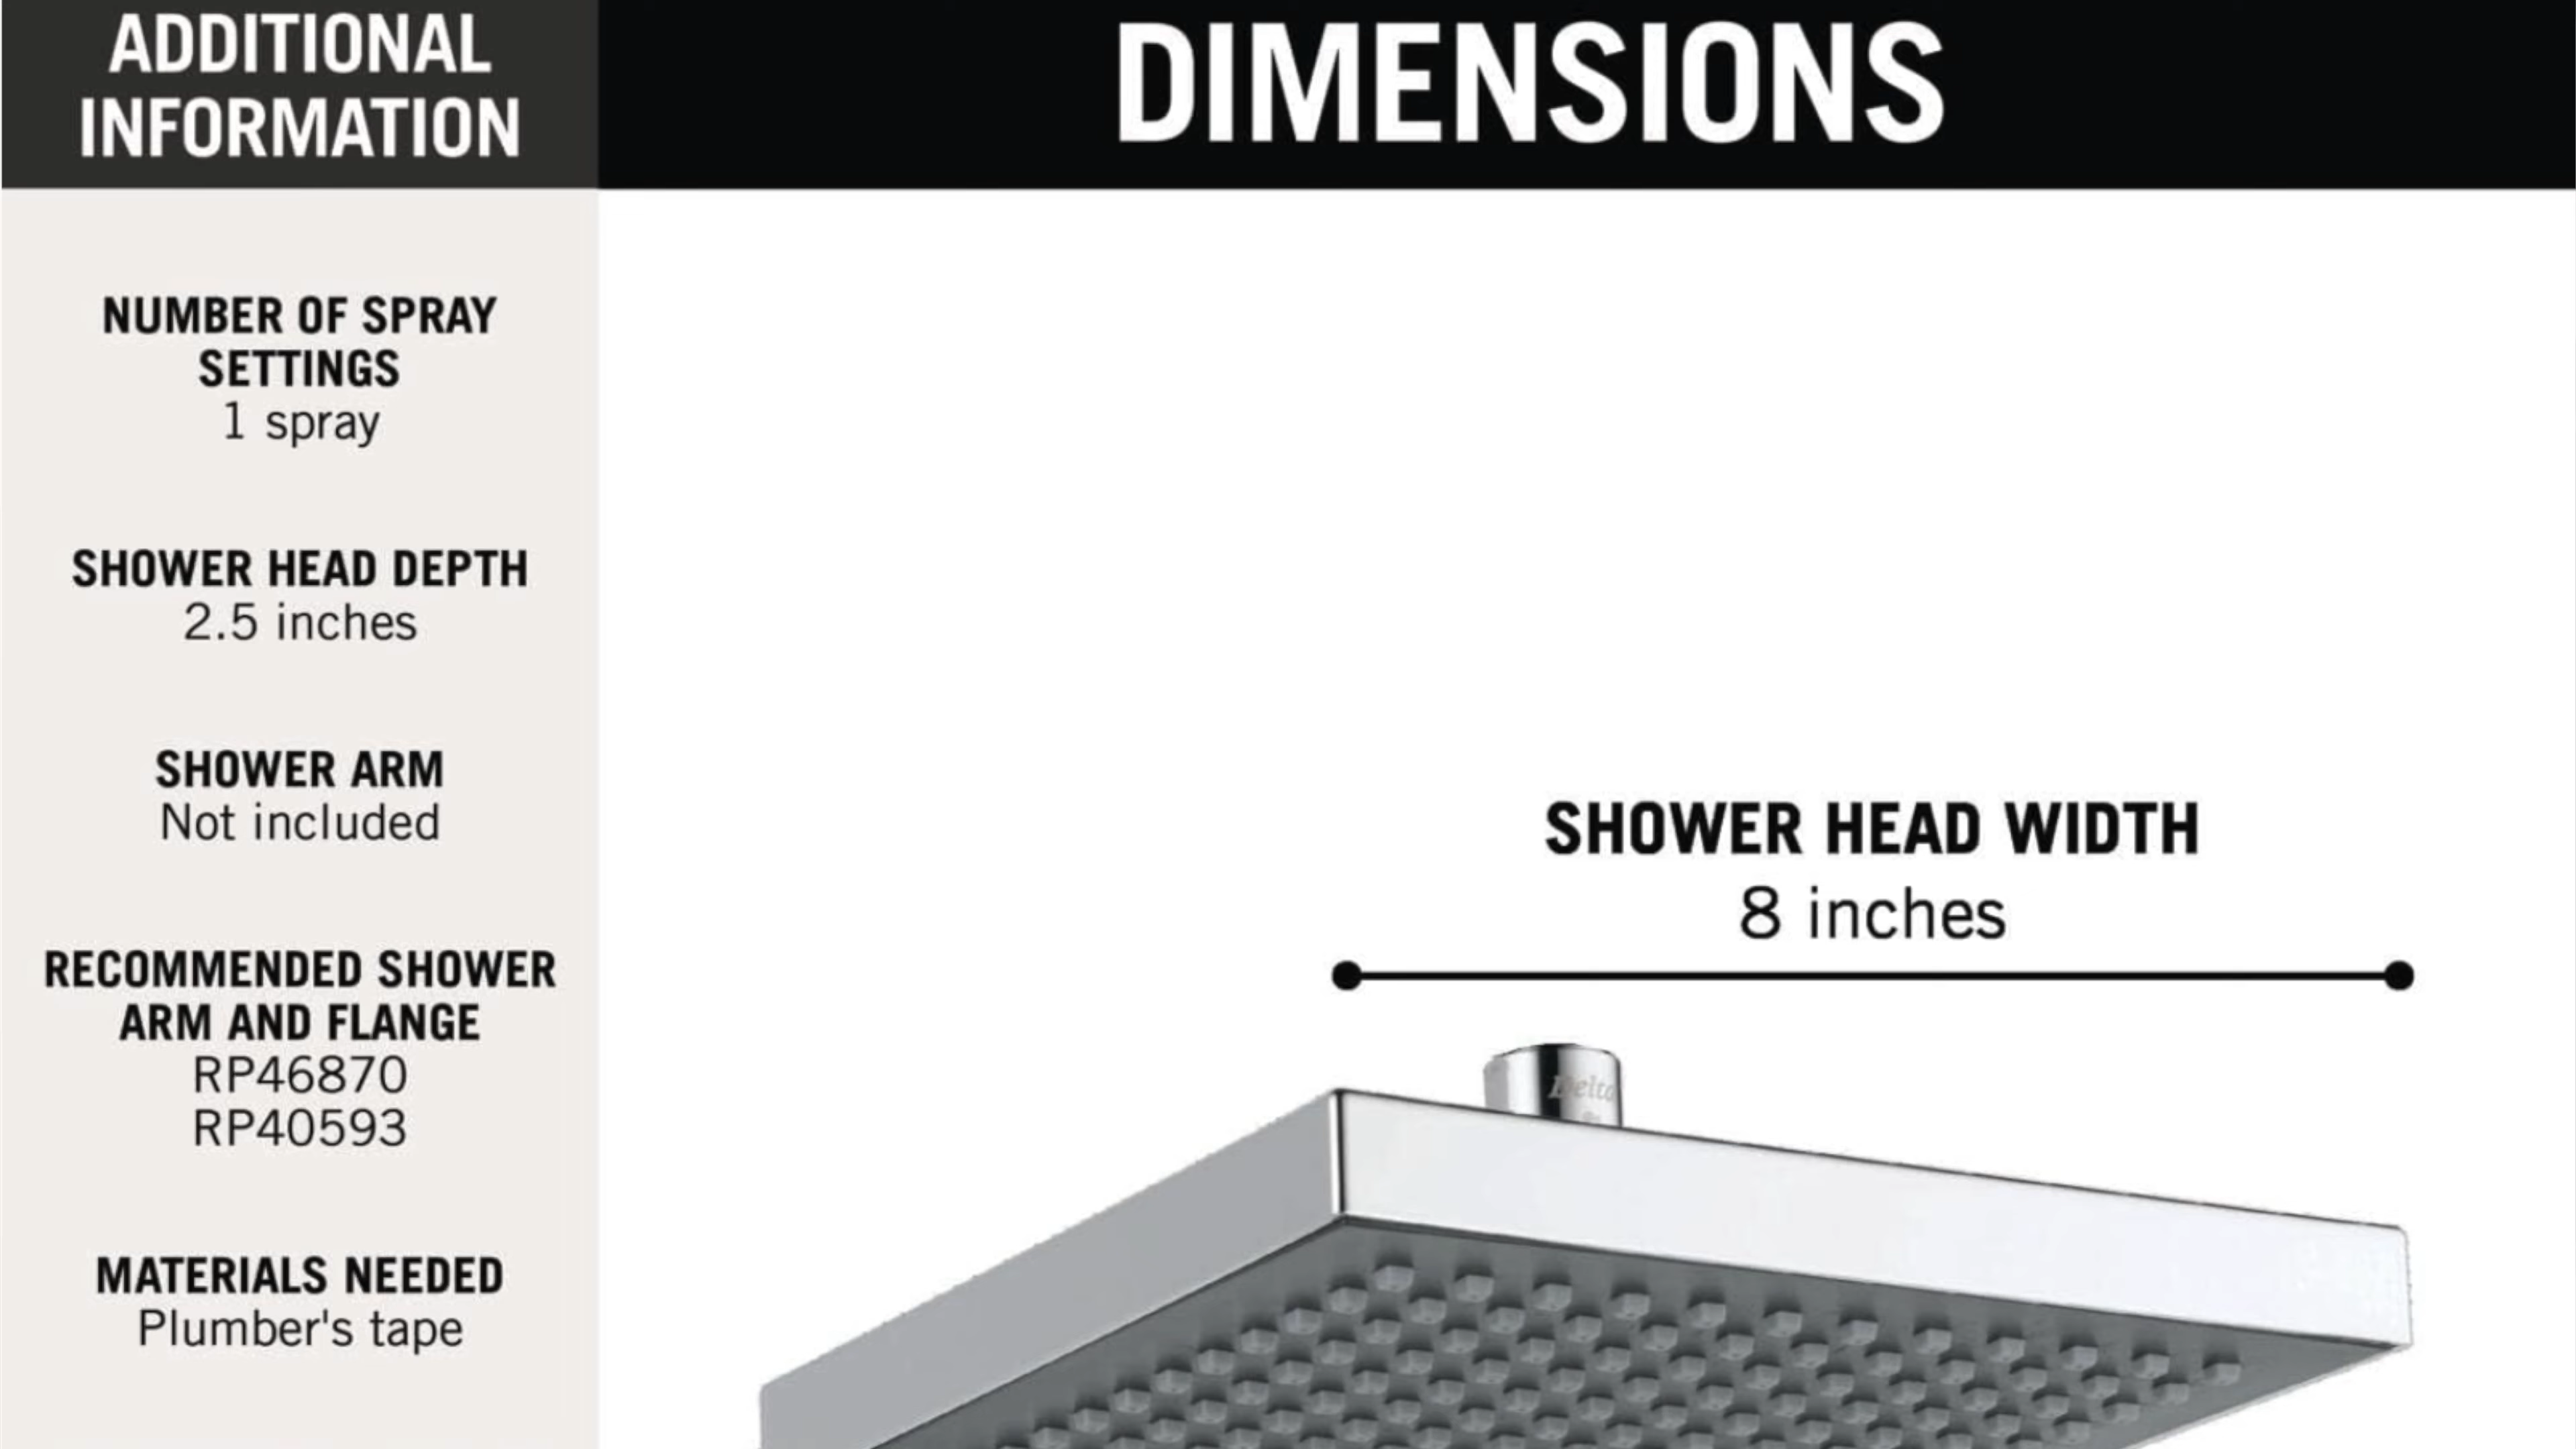 ADDITIONAL
INFORMATION
DIMENSIONS
NUMBER OF SPRAY
SETTINGS
1 spray
SHOWER HEAD DEPTH
2.5 inches
SHOWER ARM
Not included
RECOMMENDED SHOWER
ARM AND FLANGE
RP46870
RP40593
MATERIALS NEEDED
Plumber's tape
SHOWER HEAD WIDTH
8 inches
Delta